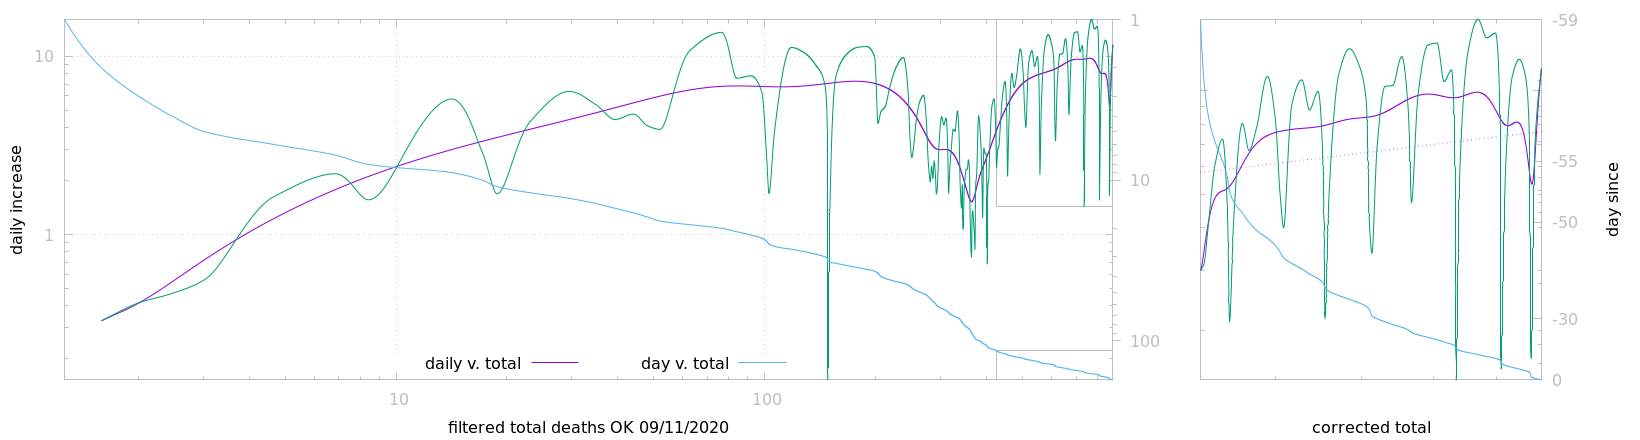 daily increase
10
1
daily v. total
day v. total
10
100
filtered total deaths OK 09/11/2020
1
10
100
-59
-55
-50
-30
0
day since
corrected total